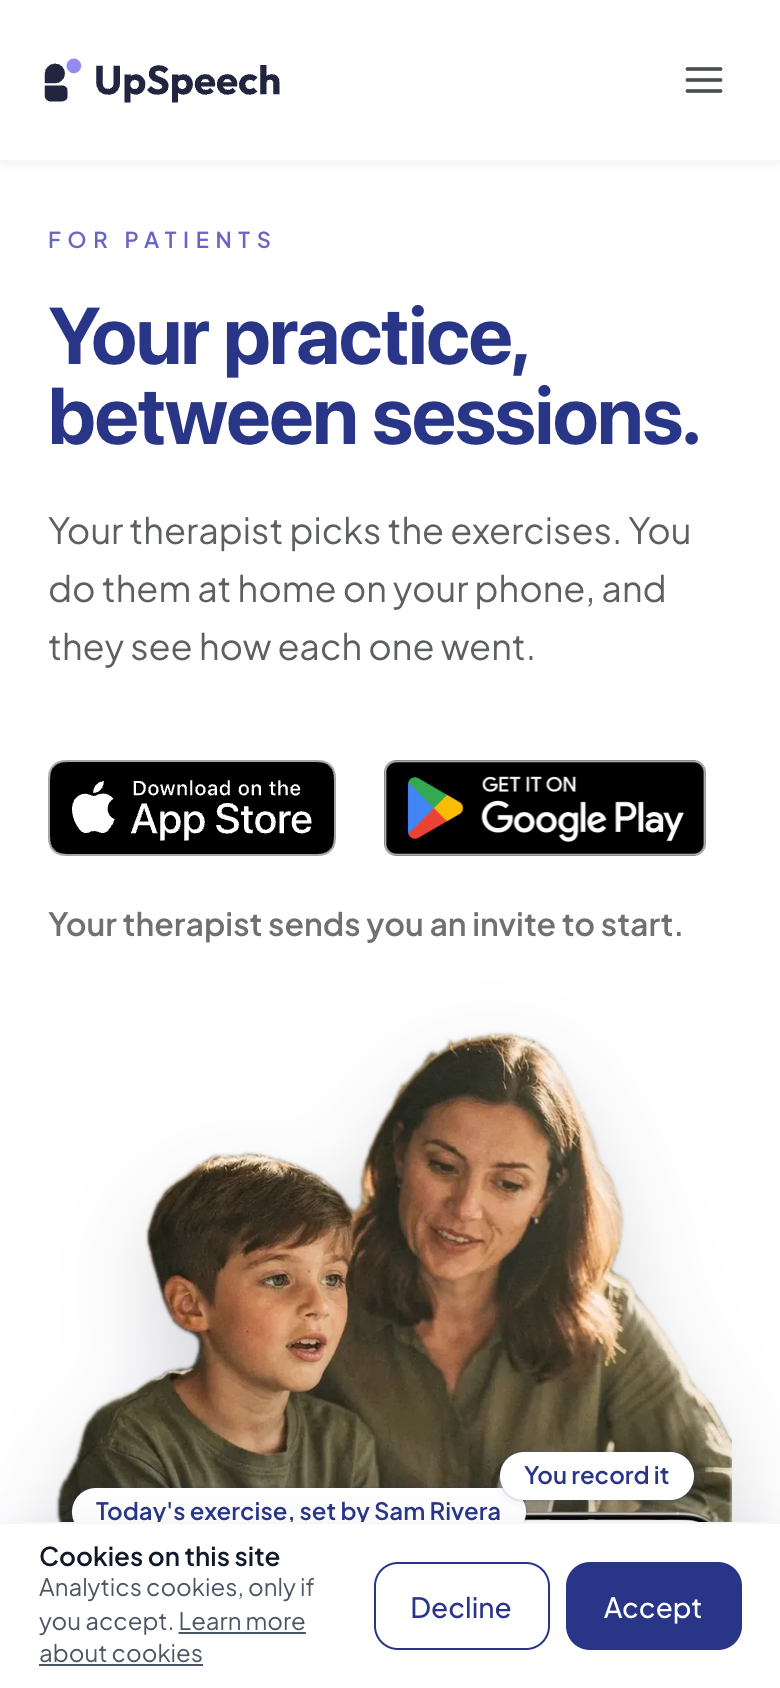 UpSpeech
FOR PATIENTS
Your practice,
between sessions.
Your therapist picks the exercises. You
do them at home on your phone, and
they see how each one went.
Download on the
App Store
GET IT ON
Google Play
Your therapist sends you an invite to start.
You record it
Today's exercise, set by Sam Rivera
Cookies on this site
Analytics cookies, only if
you accept. Learn more
about cookies
Decline
Accept